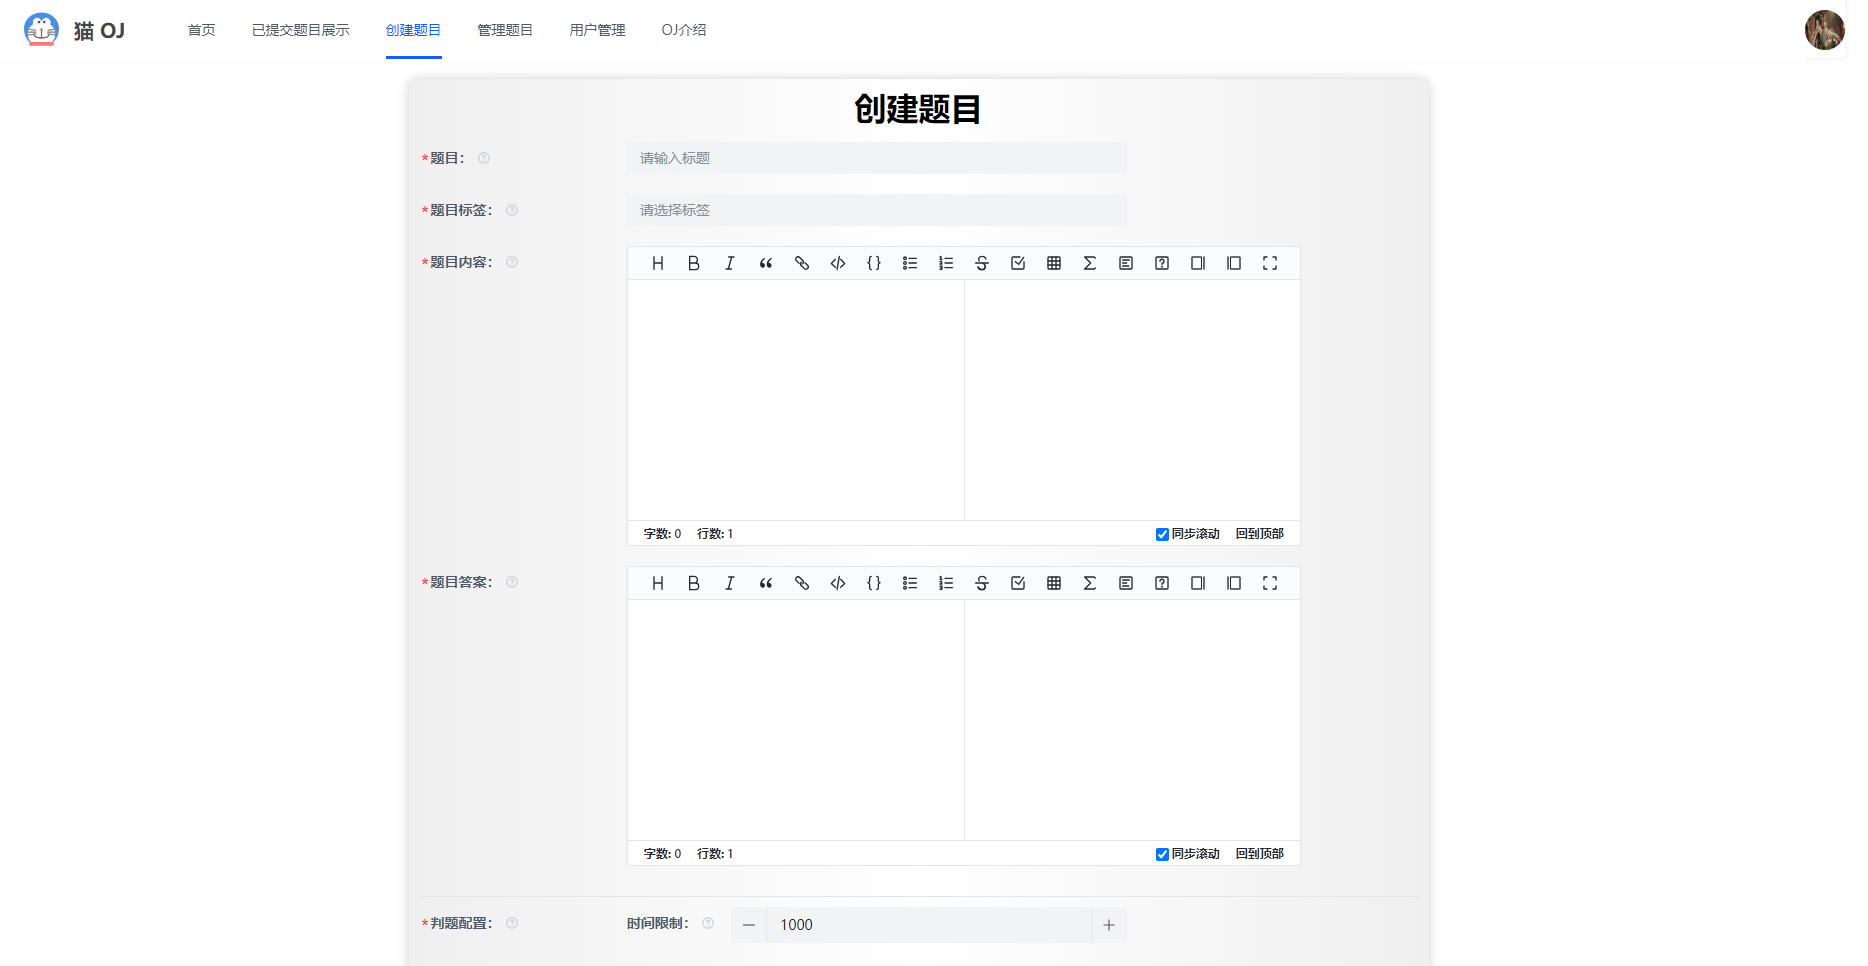 猫 OJ
首页 已提交题目展示 创建题目 管理题目 用户管理 OJ介绍
创建题目
*题目:
请输入标题
*题目标签:
请选择标签
*题目内容:
字数: 0 行数: 1 同步滚动 回到顶部
*题目答案:
字数: 0 行数: 1 同步滚动 回到顶部
*判题配置: 时间限制: 1000